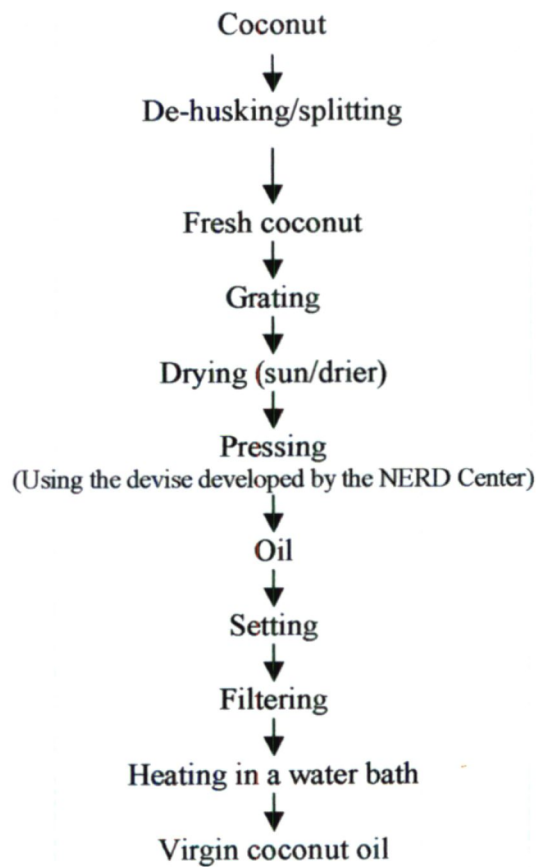 Coconut
De-husking/splitting
Fresh coconut
Grating
Drying (sun/drier)
Pressing
(Using the devise developed by the NERD Center)
Oil
Setting
Filtering
Heating in a water bath
Virgin coconut oil